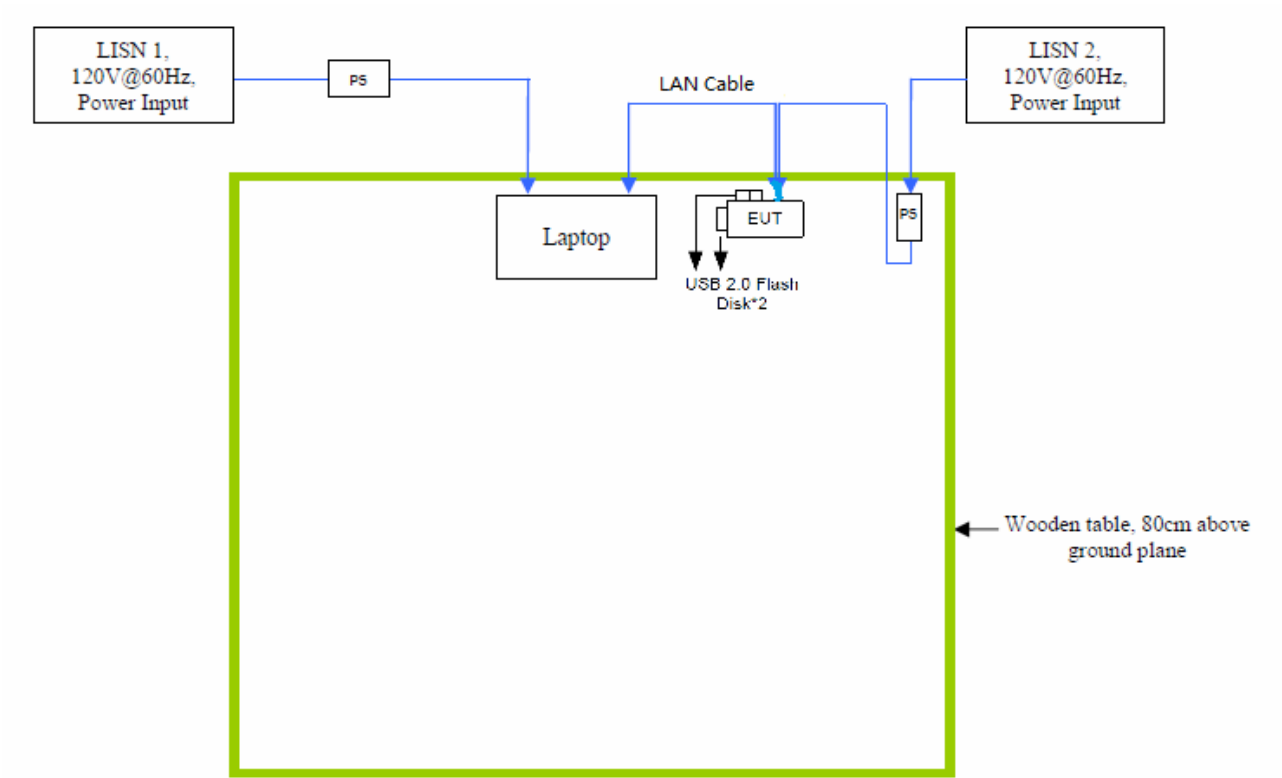 LISN 1,
120V@60Hz,
Power Input
PS
LAN Cable
LISN 2,
120V@60Hz,
Power Input
Laptop
EUT
PS
USB 2.0 Flash
Disk*2
Wooden table, 80cm above
ground plane